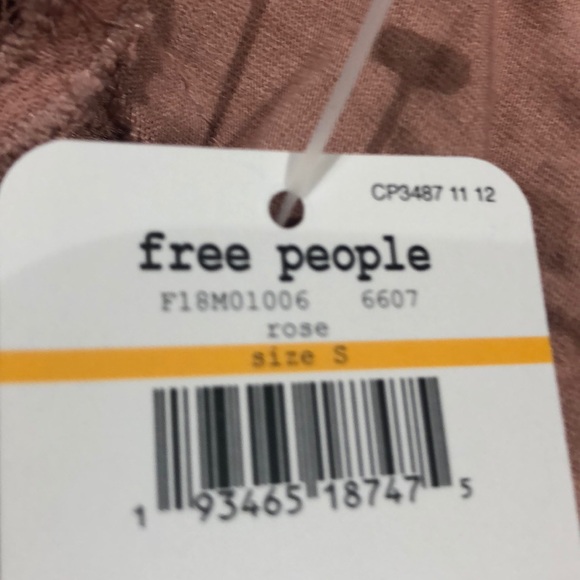 CP3487 11 12
free people
F18M01006 6607
rose
size S
1 93465 18747 5